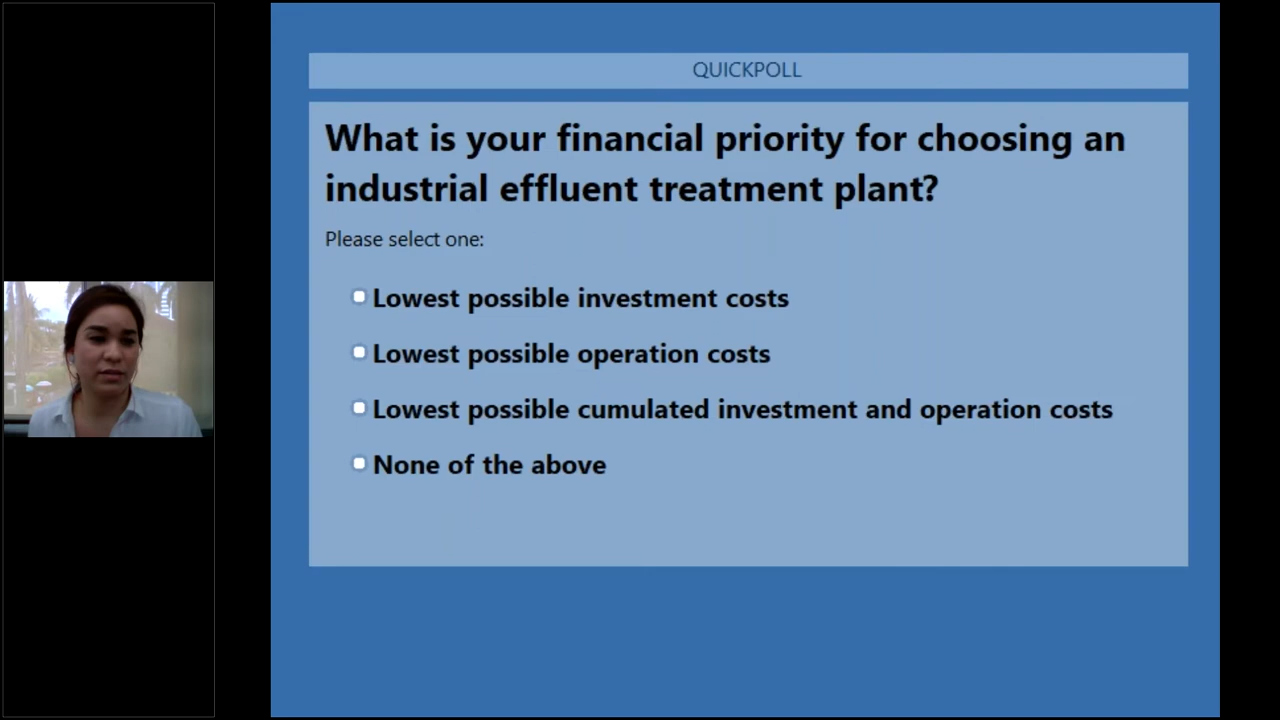 QUICKPOLL
What is your financial priority for choosing an
industrial effluent treatment plant?
Please select one:
Lowest possible investment costs
Lowest possible operation costs
Lowest possible cumulated investment and operation costs
None of the above